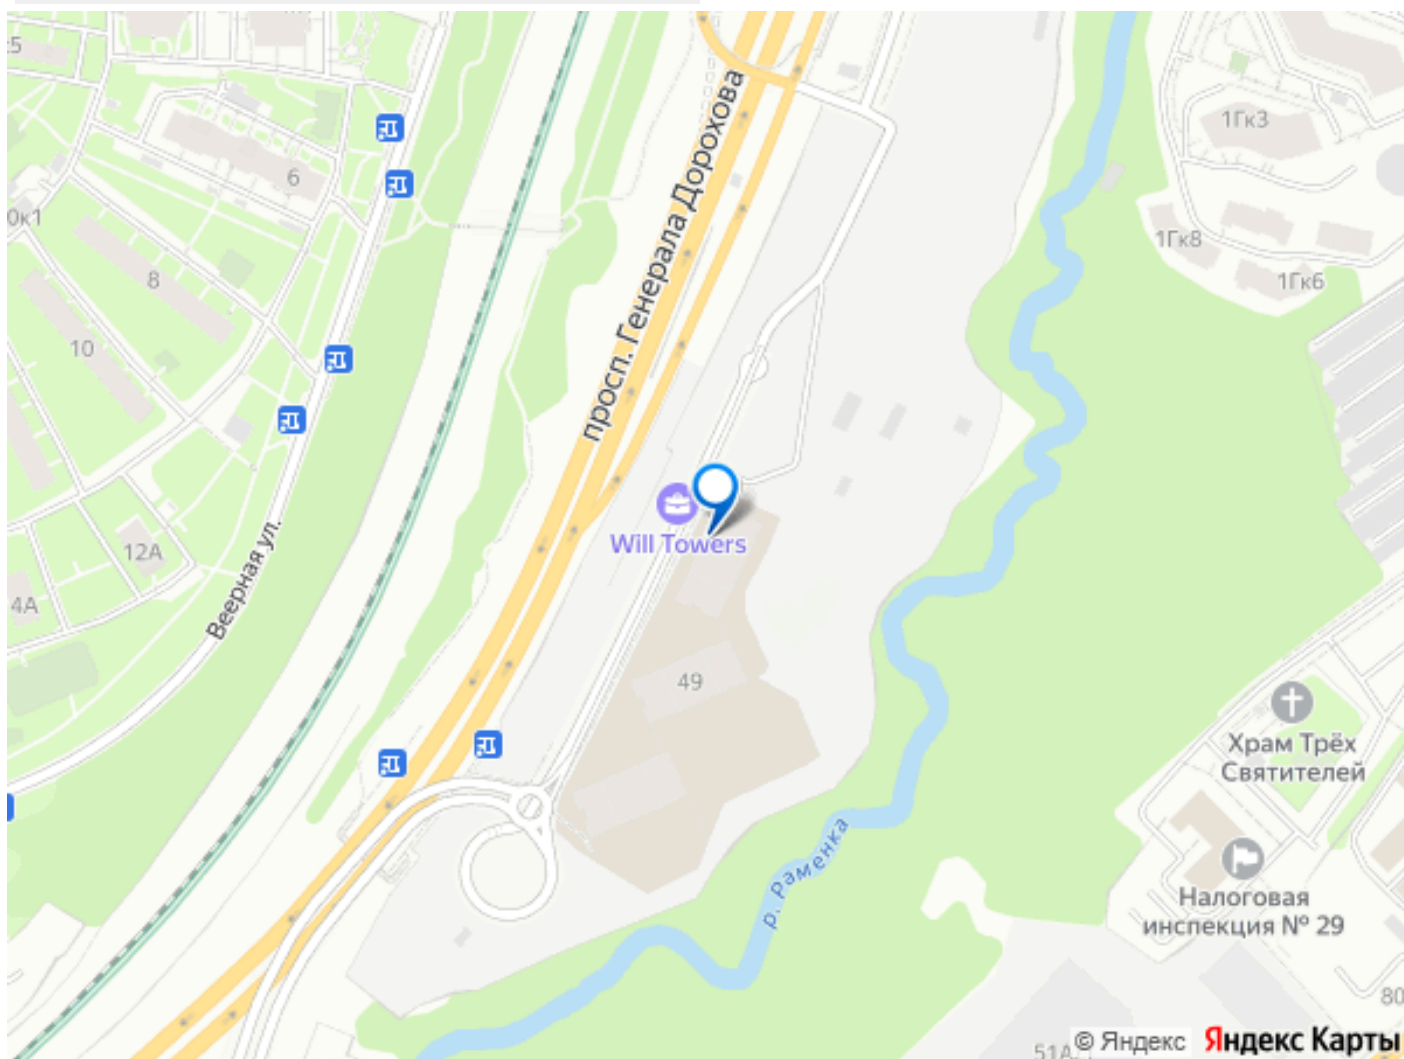 :5
6
0к1
8
10
12А
4А
Веерная ул.
просп. Генерала Дорохова
1Гк3
1Гк8
1Гк6
Will Towers
49
р. Раменка
Храм Трёх
Святителей
Налоговая
инспекция № 29
80
51А
© Яндекс
Яндекс Карты